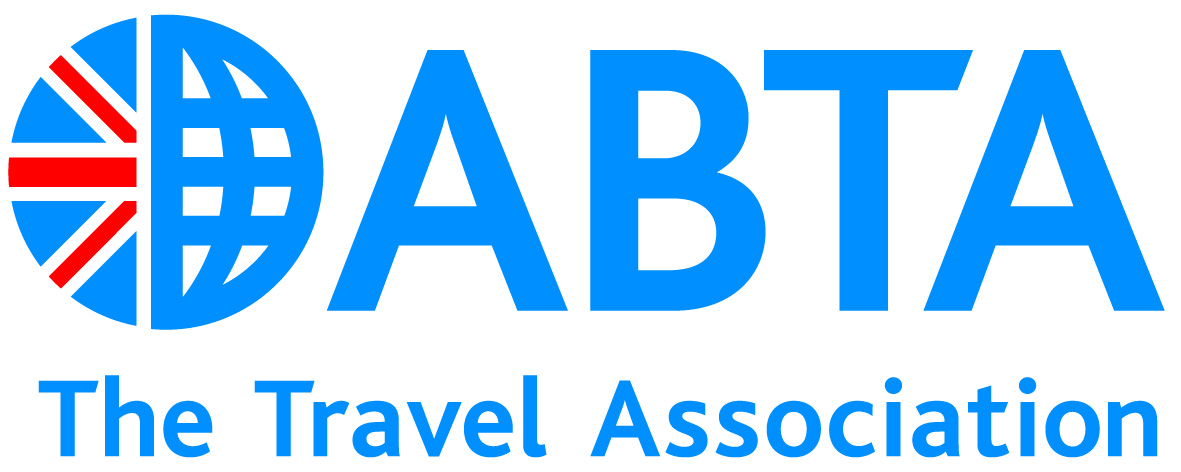 ABTA
The Travel Association